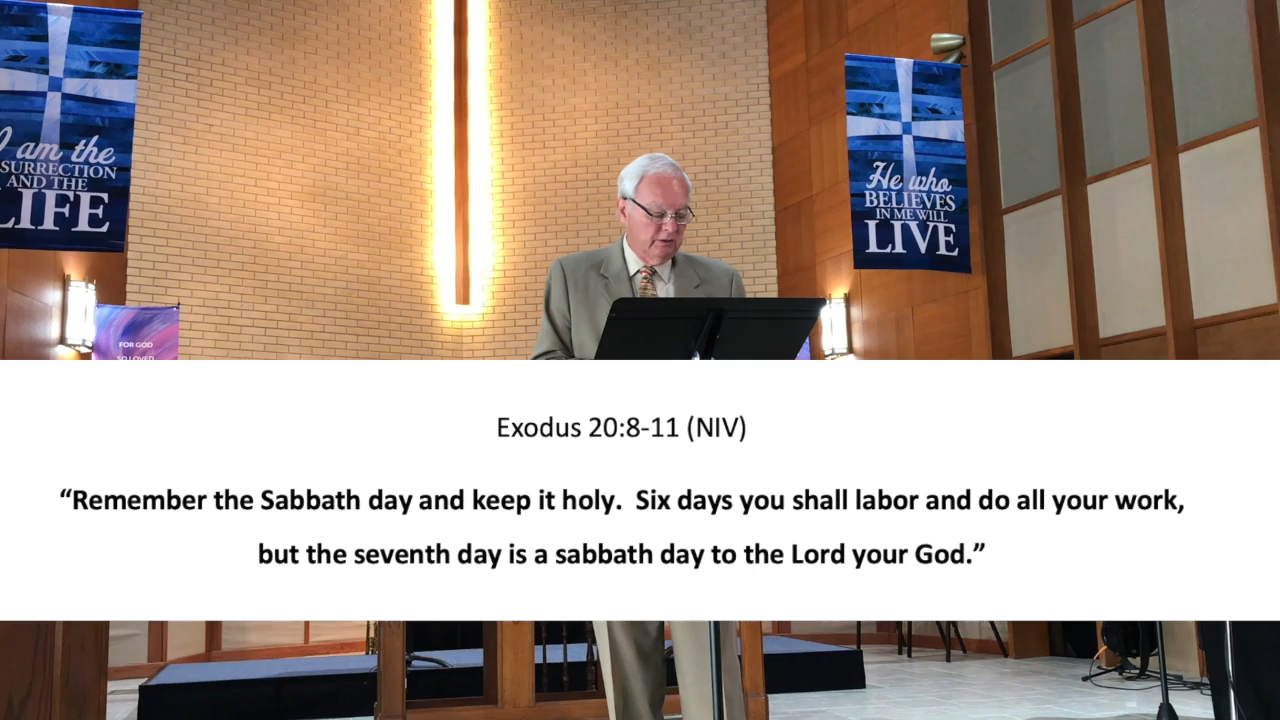 I am the
SURRECTION
AND THE
LIFE
He who
BELIEVES
IN ME WILL
LIVE
FOR GOD
SO LOVED
Exodus 20:8-11 (NIV)
“Remember the Sabbath day and keep it holy.  Six days you shall labor and do all your work,
but the seventh day is a sabbath day to the Lord your God.”